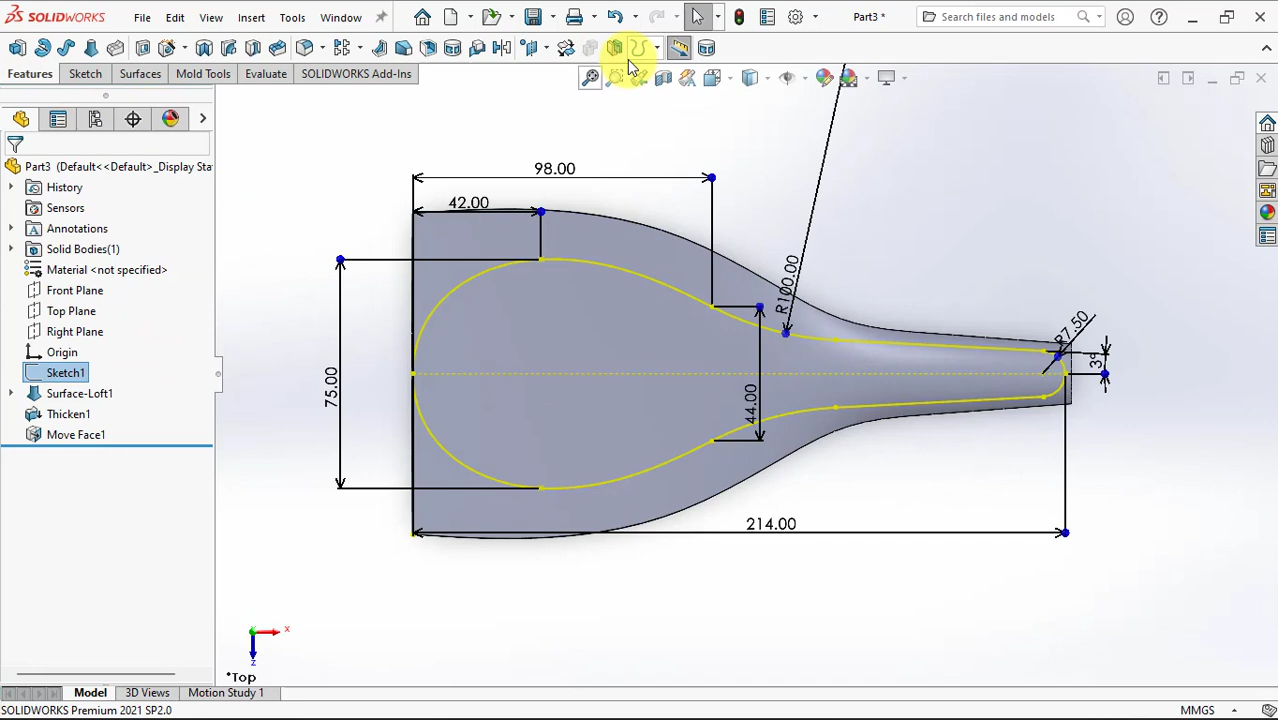 SOLIDWORKS File Edit View Insert Tools Window Part3 * Search files and models
Features Sketch Surfaces Mold Tools Evaluate SOLIDWORKS Add-Ins
Part3 (Default<<Default>_Display Sta
History
Sensors
Annotations
Solid Bodies(1)
Material <not specified>
Front Plane
Top Plane
Right Plane
Origin
Sketch1
Surface-Loft1
Thicken1
Move Face1
98.00
42.00
R100.00
R7.50
3°
75.00
44.00
214.00
x
z
*Top
Model 3D Views Motion Study 1
SOLIDWORKS Premium 2021 SP2.0 MMGS